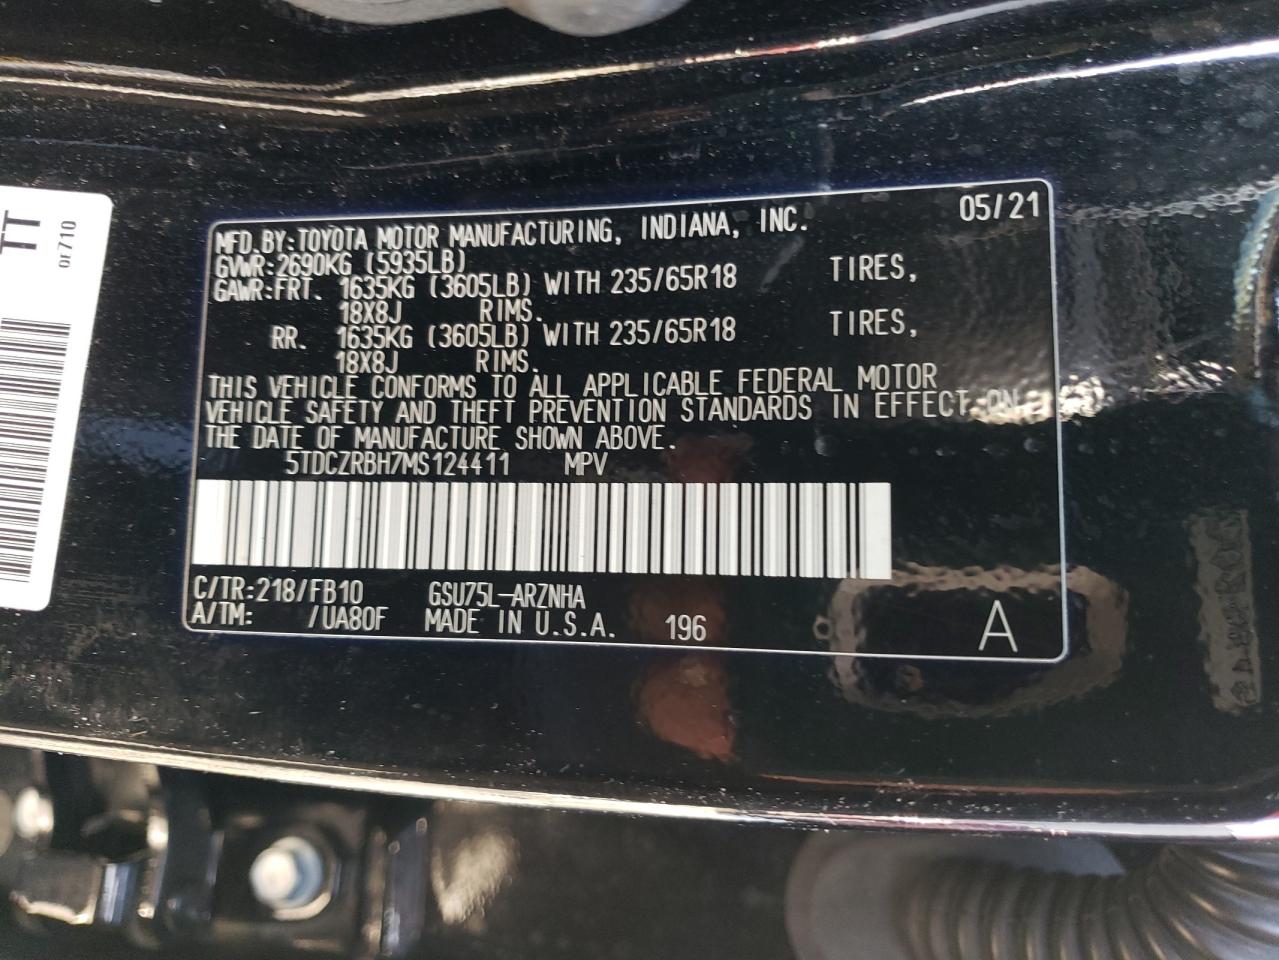 TT
0E710
MFD.BY:TOYOTA MOTOR MANUFACTURING, INDIANA, INC. 05/21
GVWR:2690KG (5935LB)
GAWR:FRT. 1635KG (3605LB) WITH 235/65R18 TIRES,
18X8J RIMS.
RR. 1635KG (3605LB) WITH 235/65R18 TIRES,
18X8J RIMS.
THIS VEHICLE CONFORMS TO ALL APPLICABLE FEDERAL MOTOR
VEHICLE SAFETY AND THEFT PREVENTION STANDARDS IN EFFECT ON
THE DATE OF MANUFACTURE SHOWN ABOVE.
5TDCZRBH7MS124411 MPV
C/TR:218/FB10 GSU75L-ARZNHA
A/TM: /UA80F MADE IN U.S.A. 196 A